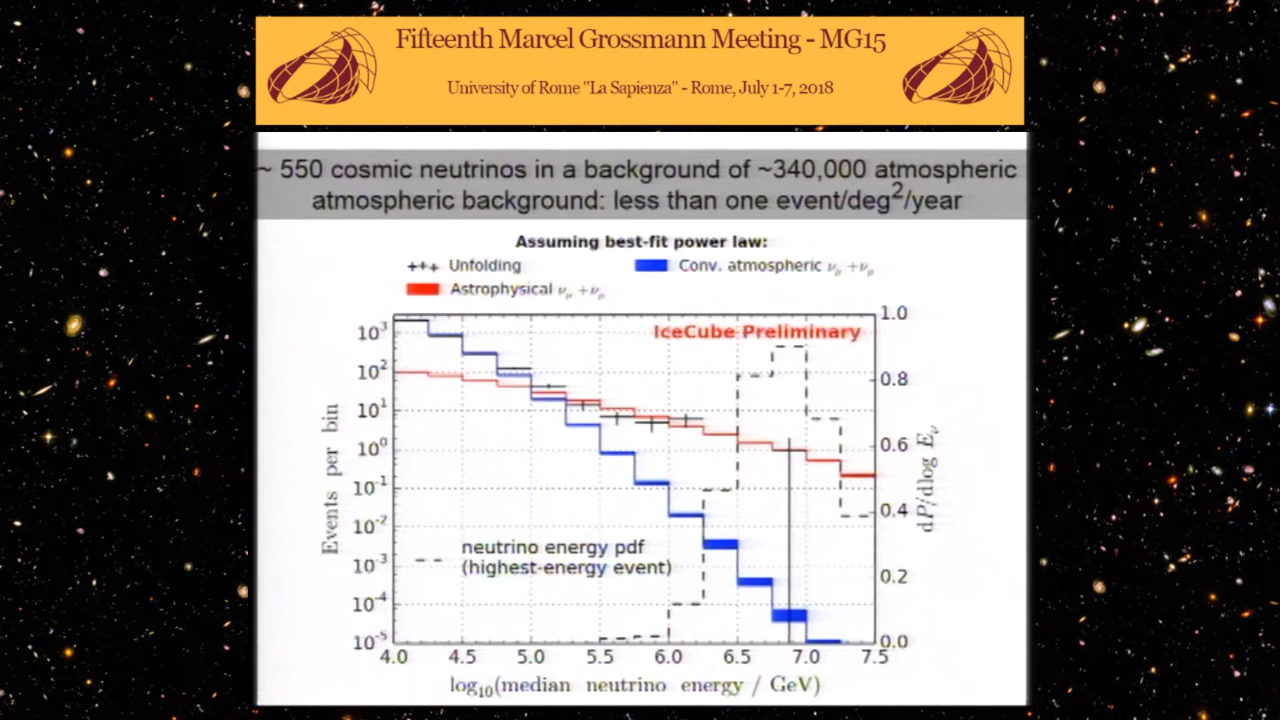 Fifteenth Marcel Grossmann Meeting - MG15
University of Rome "La Sapienza" - Rome, July 1-7, 2018
~ 550 cosmic neutrinos in a background of ~340,000 atmospheric
atmospheric background: less than one event/deg²/year
Assuming best-fit power law:
Unfolding
Conv. atmospheric νμ + νμ
Astrophysical νμ + νμ
IceCube Preliminary
10³
10²
10¹
10⁰
10⁻¹
10⁻²
10⁻³
10⁻⁴
10⁻⁵
Events per bin
neutrino energy pdf
(highest-energy event)
1.0
0.8
0.6
0.4
0.2
0.0
dP/dlog Eν
4.0 4.5 5.0 5.5 6.0 6.5 7.0 7.5
log₁₀(median neutrino energy / GeV)